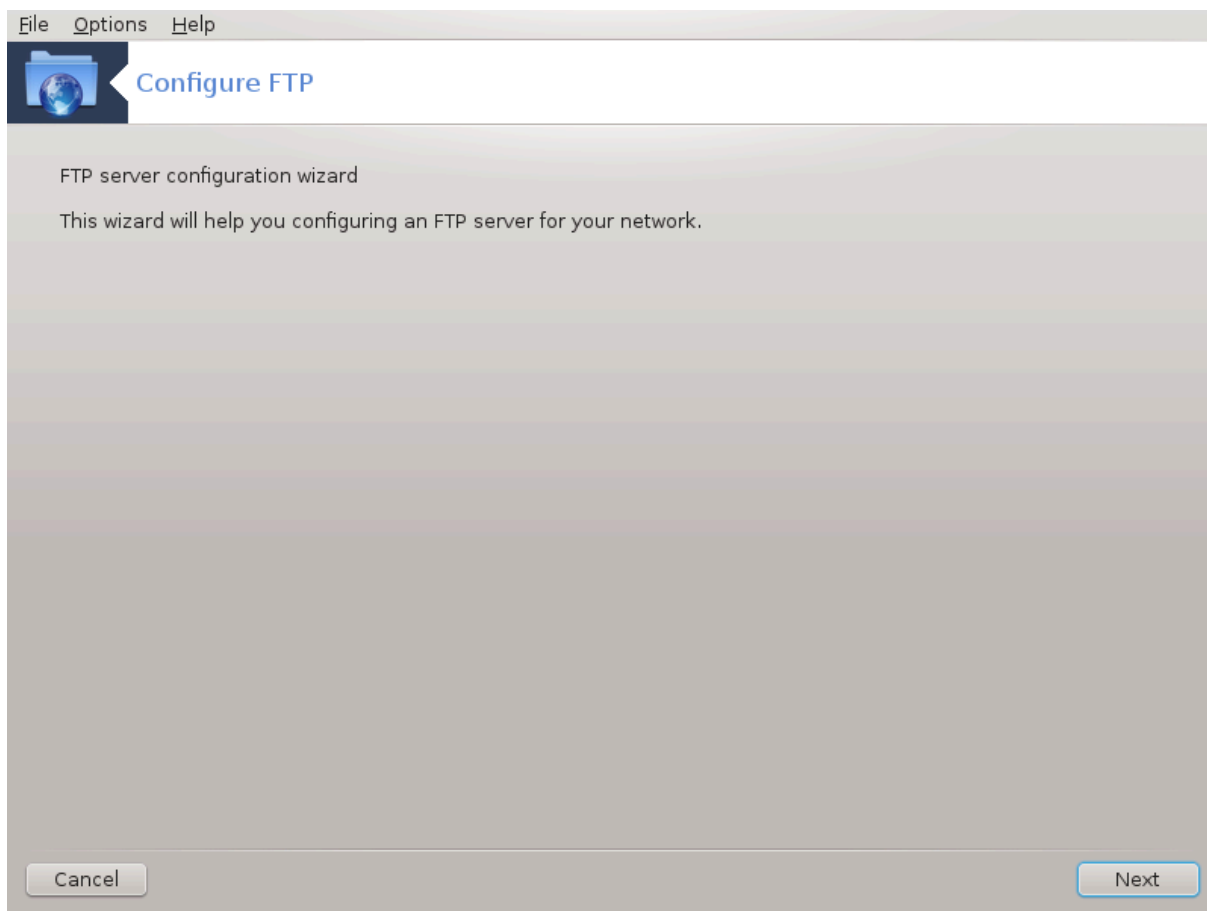 File Options Help
Configure FTP
FTP server configuration wizard
This wizard will help you configuring an FTP server for your network.
Cancel Next